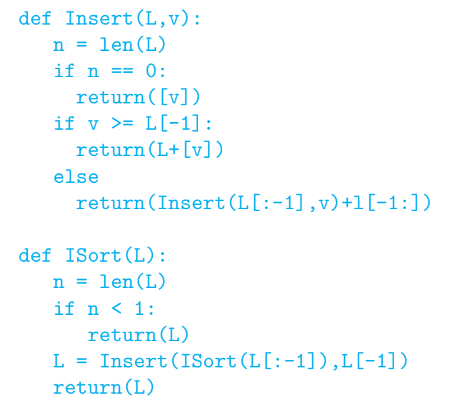 def Insert(L,v):
   n = len(L)
   if n == 0:
     return([v])
   if v >= L[-1]:
     return(L+[v])
   else
     return(Insert(L[:-1],v)+l[-1:])

def ISort(L):
   n = len(L)
   if n < 1:
      return(L)
   L = Insert(ISort(L[:-1]),L[-1])
   return(L)